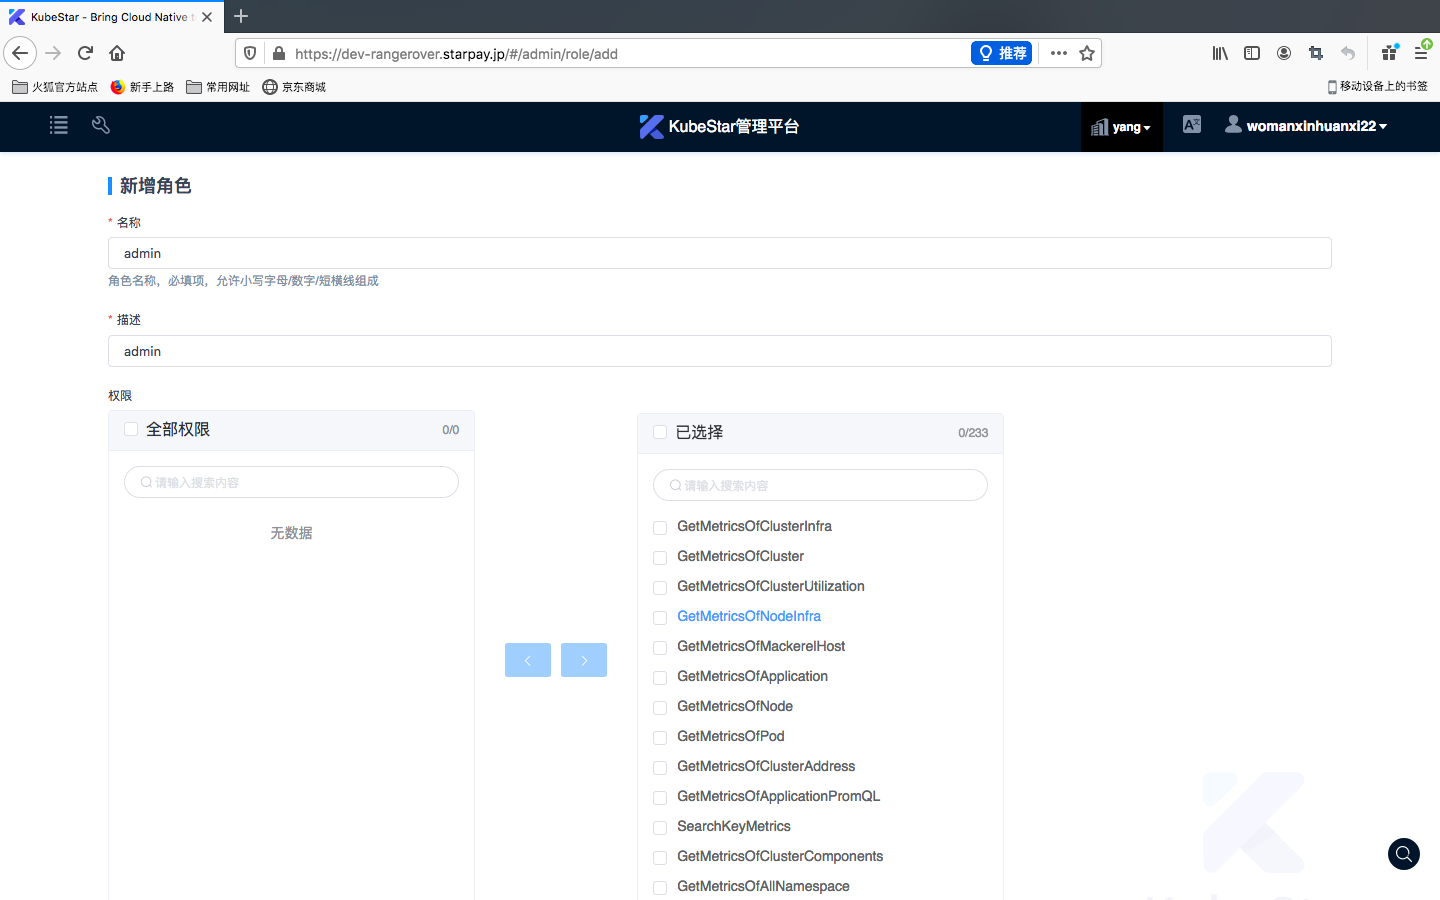 KubeStar - Bring Cloud Native
https://dev-rangerover.starpay.jp/#/admin/role/add
推荐
火狐官方站点
新手上路
常用网址
京东商城
移动设备上的书签
KubeStar管理平台
yang
womanxinhuanxi22
新增角色
* 名称
admin
角色名称，必填项，允许小写字母/数字/短横线组成
* 描述
admin
权限
全部权限 0/0
请输入搜索内容
无数据
已选择 0/233
请输入搜索内容
GetMetricsOfClusterInfra
GetMetricsOfCluster
GetMetricsOfClusterUtilization
GetMetricsOfNodeInfra
GetMetricsOfMackerelHost
GetMetricsOfApplication
GetMetricsOfNode
GetMetricsOfPod
GetMetricsOfClusterAddress
GetMetricsOfApplicationPromQL
SearchKeyMetrics
GetMetricsOfClusterComponents
GetMetricsOfAllNamespace